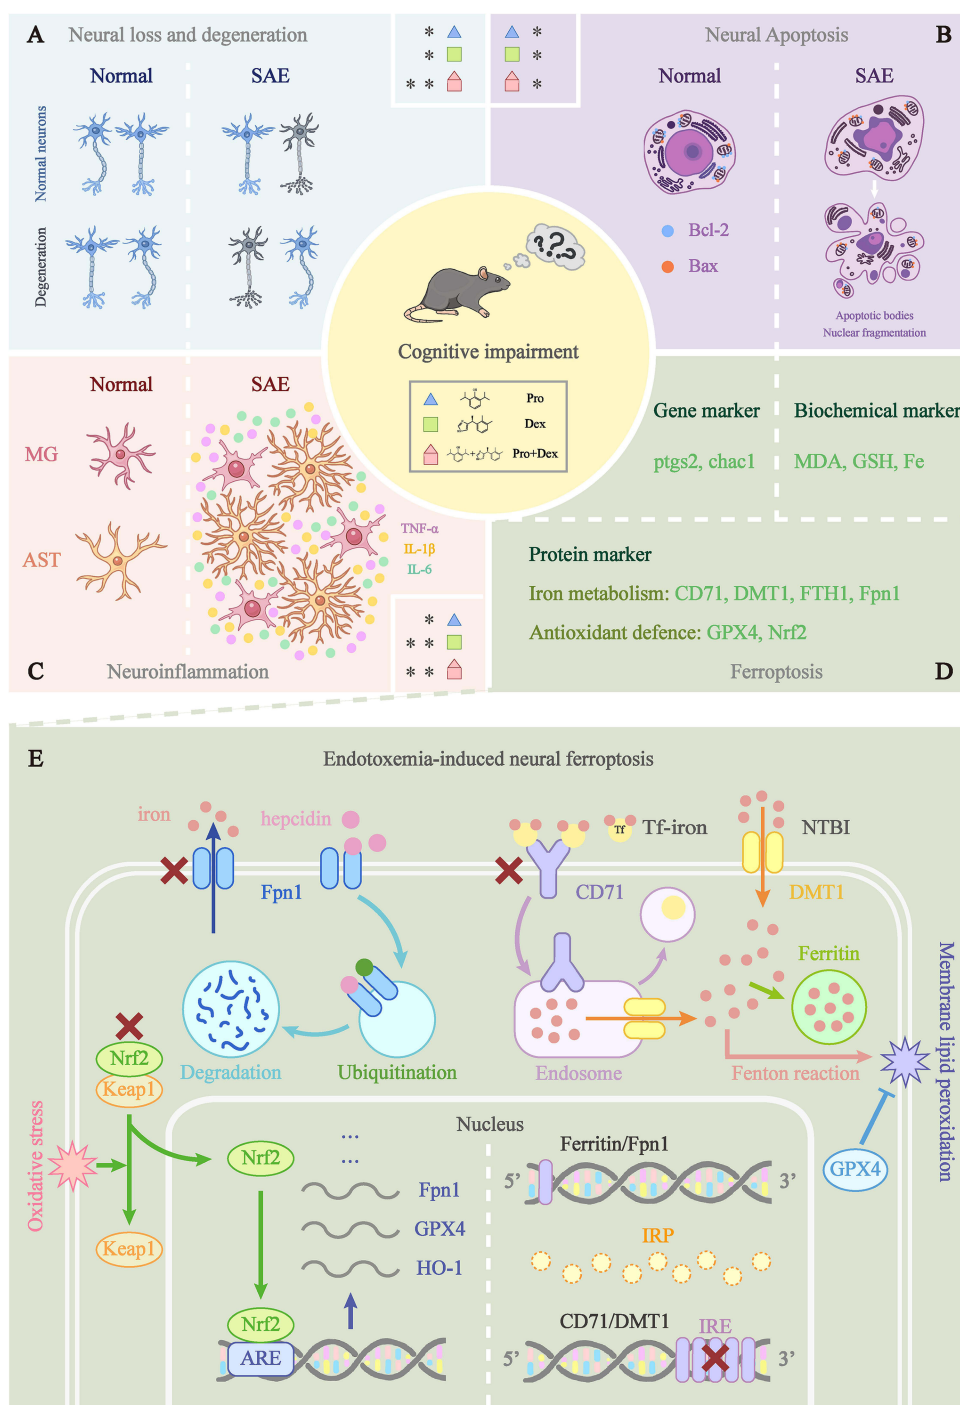 A
Neural loss and degeneration
Normal
SAE
Normal neurons
Degeneration
*
*
* *
*
*
*
Neural Apoptosis
B
Normal
SAE
Bcl-2
Bax
Apoptotic bodies
Nuclear fragmentation
? ? ?
Cognitive impairment
Pro
Dex
+
Pro+Dex
Normal
SAE
MG
AST
TNF-α
IL-1β
IL-6
*
* *
* *
C
Neuroinflammation
Gene marker
Biochemical marker
ptgs2, chac1
MDA, GSH, Fe
Protein marker
Iron metabolism: CD71, DMT1, FTH1, Fpn1
Antioxidant defence: GPX4, Nrf2
Ferroptosis
D
E
Endotoxemia-induced neural ferroptosis
iron
hepcidin
Tf
Tf-iron
NTBI
Fpn1
CD71
DMT1
Ferritin
Membrane lipid peroxidation
Nrf2
Keap1
Degradation
Ubiquitination
Endosome
Fenton reaction
Oxidative stress
Nucleus
GPX4
Nrf2
...
...
Fpn1
GPX4
HO-1
Keap1
Nrf2
ARE
Ferritin/Fpn1
5’
3’
IRP
CD71/DMT1
IRE
5’
3’